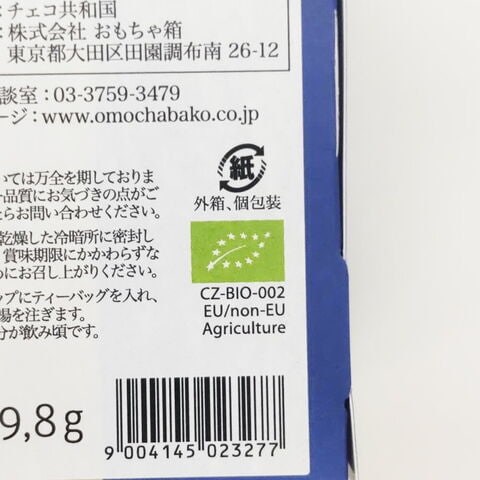 :チェコ共和国
:株式会社 おもちゃ箱
東京都大田区田園調布南 26-12
談室:03-3759-3479
ージ:www.omochabako.co.jp
紙
外箱、個包装
いては万全を期しておりま
一品質にお気づきの点がご
たらお問い合わせください。
乾燥した冷暗所に密封し
賞味期限にかかわらずな
めにお召し上がりください。
ップにティーバッグを入れ、
湯を注ぎます。
分が飲み頃です。
CZ-BIO-002
EU/non-EU
Agriculture
9,8g
9 004145 023277